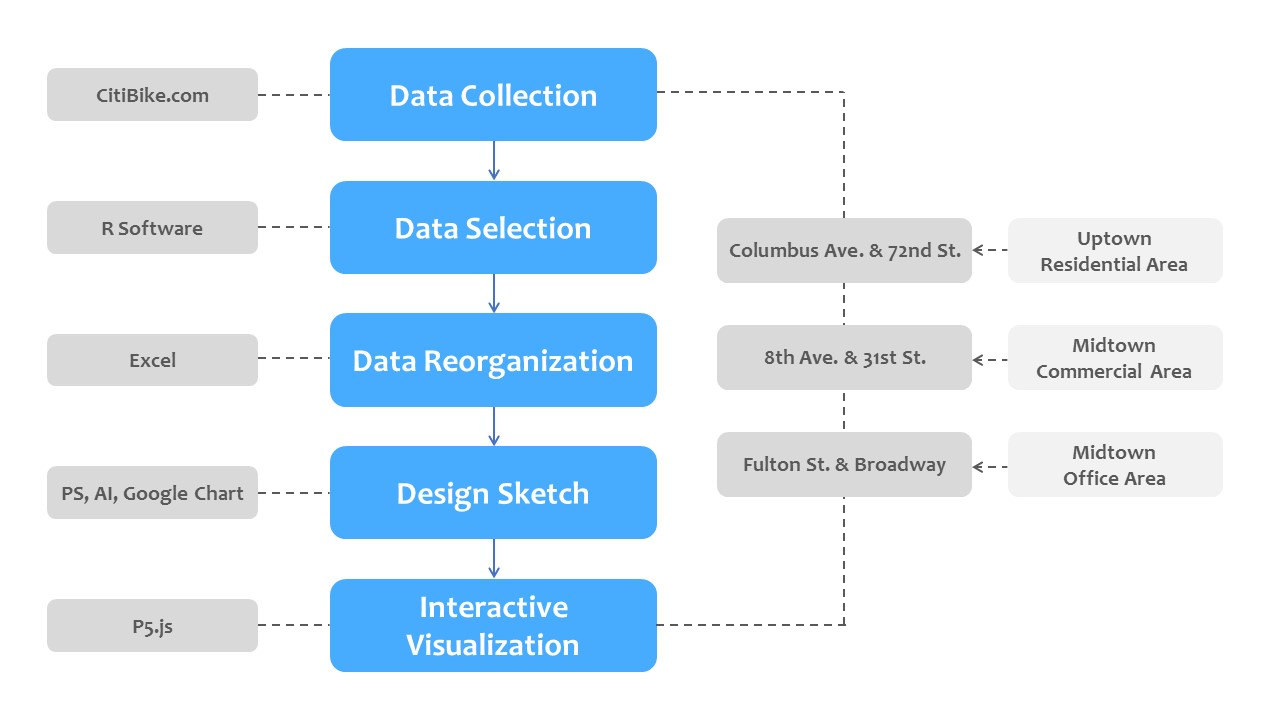 CitiBike.com
Data Collection
R Software
Data Selection
Columbus Ave. & 72nd St.
Uptown
Residential Area
Excel
Data Reorganization
8th Ave. & 31st St.
Midtown
Commercial Area
PS, AI, Google Chart
Design Sketch
Fulton St. & Broadway
Midtown
Office Area
P5.js
Interactive
Visualization